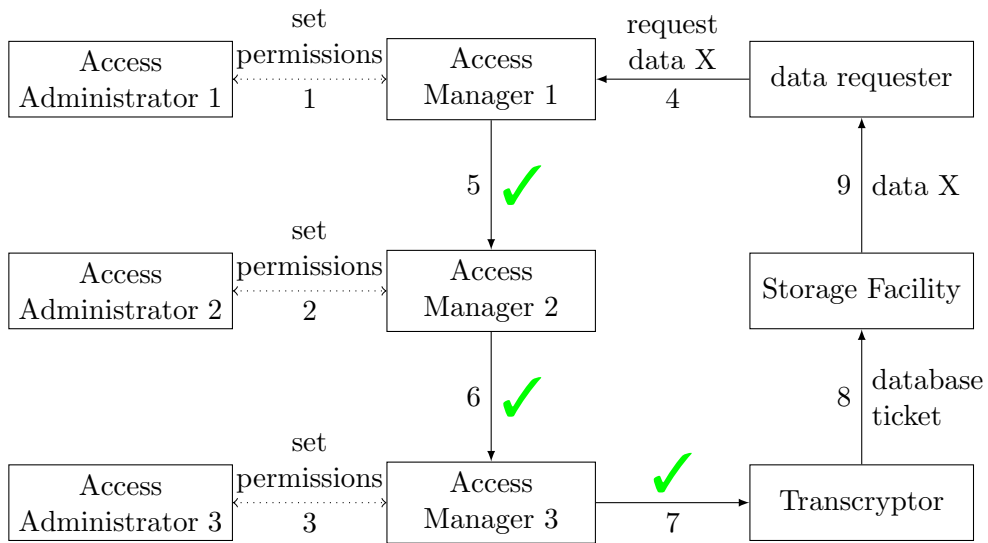 set
permissions
Access
Administrator 1
1
Access
Manager 1
request
data X
4
data requester
5
9
data X
set
permissions
Access
Administrator 2
2
Access
Manager 2
Storage Facility
6
8
database
ticket
set
permissions
Access
Administrator 3
3
Access
Manager 3
7
Transcryptor